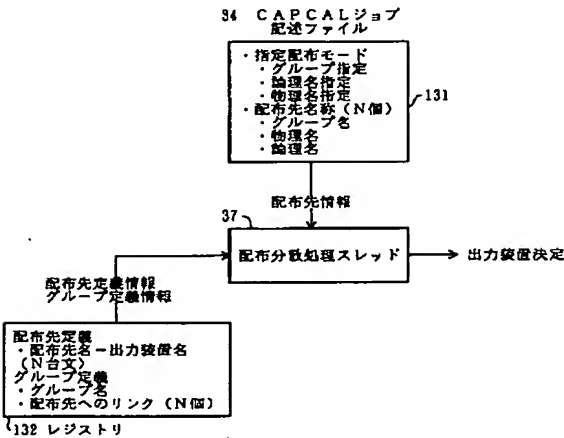 34 CAPCALジョブ
記述ファイル
・指定配布モード
・グループ指定
・論理名指定
・物理名指定
・配布先名称（N個）
・グループ名
・物理名
・論理名
131
配布先情報
37
配布分散処理スレッド
出力装置決定
配布先定義情報
グループ定義情報
配布先定義
・配布先名－出力装置名
（N台文）
グループ定義
・グループ名
・配布先へのリンク（N個）
132 レジストリ